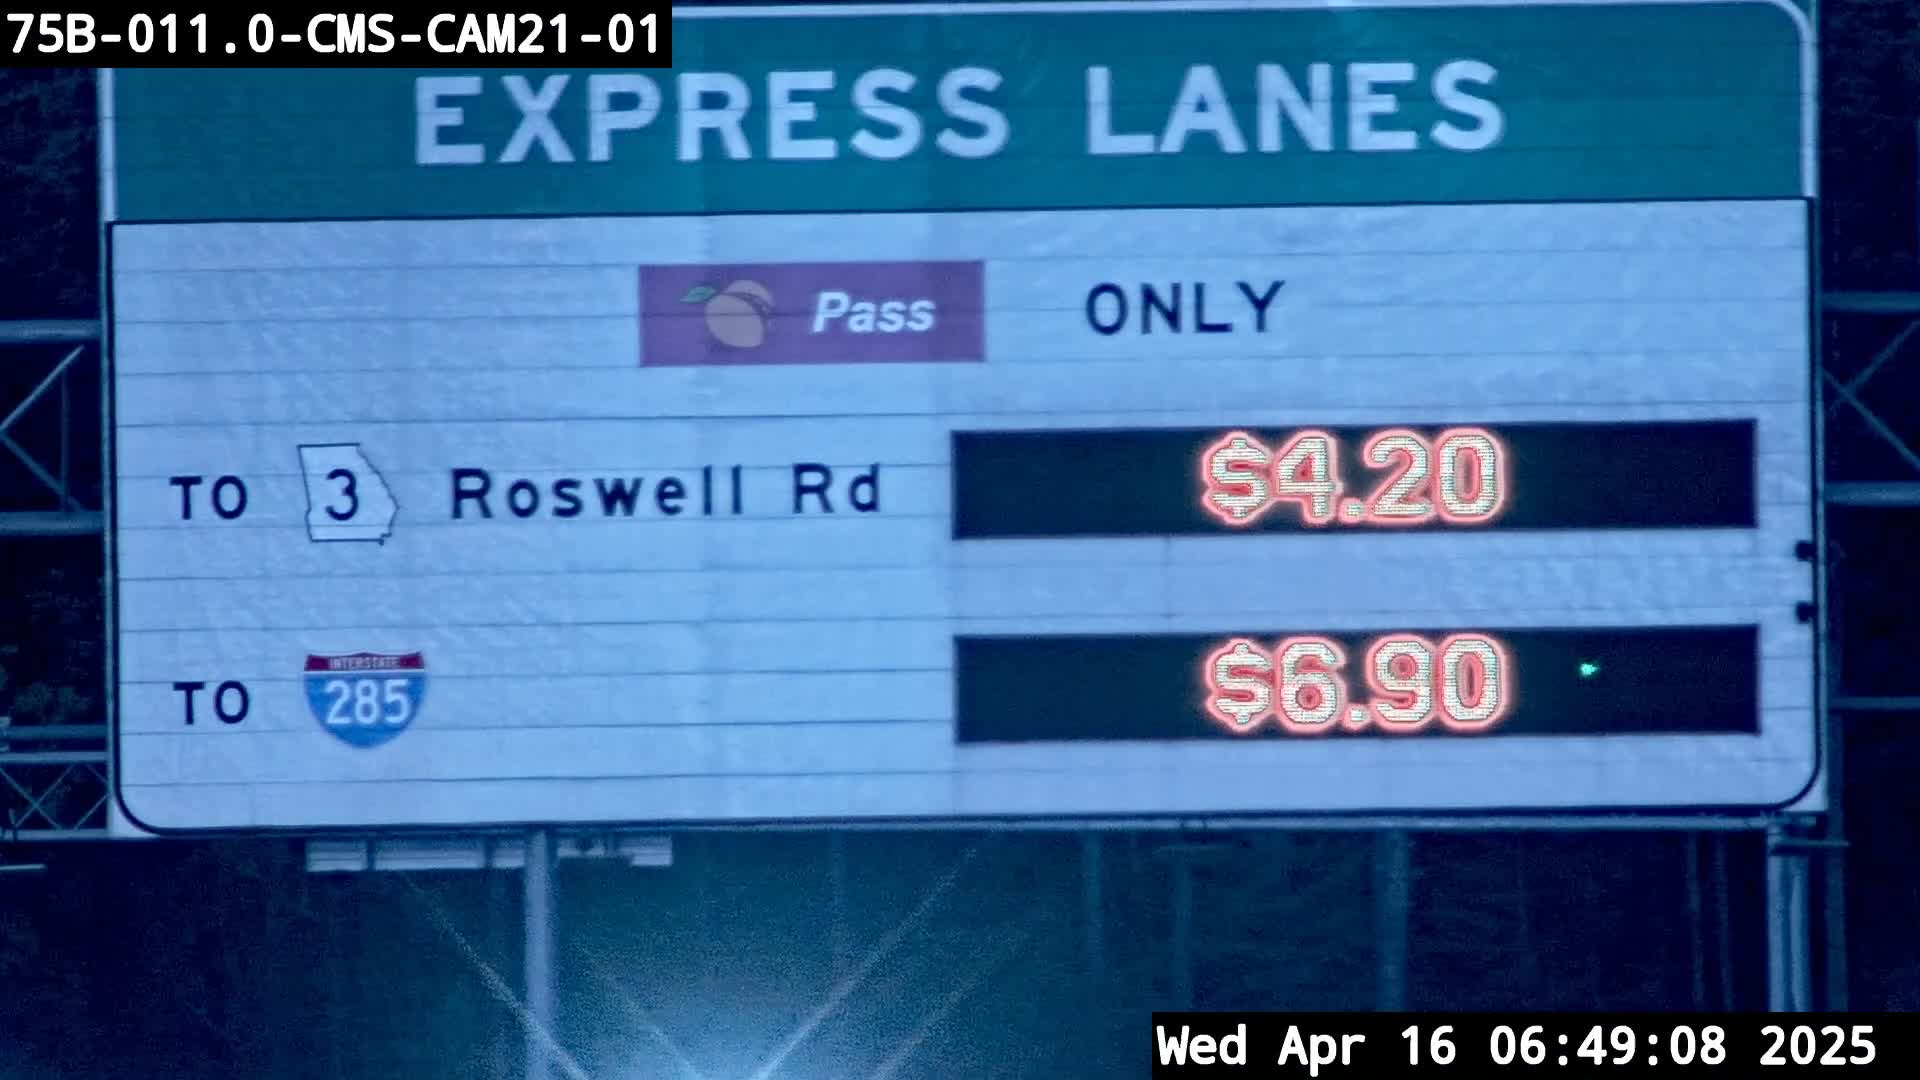 75B-011.0-CMS-CAM21-01
EXPRESS LANES
Pass ONLY
TO 3 Roswell Rd $4.20
INTERSTATE
TO 285 $6.90
Wed Apr 16 06:49:08 2025